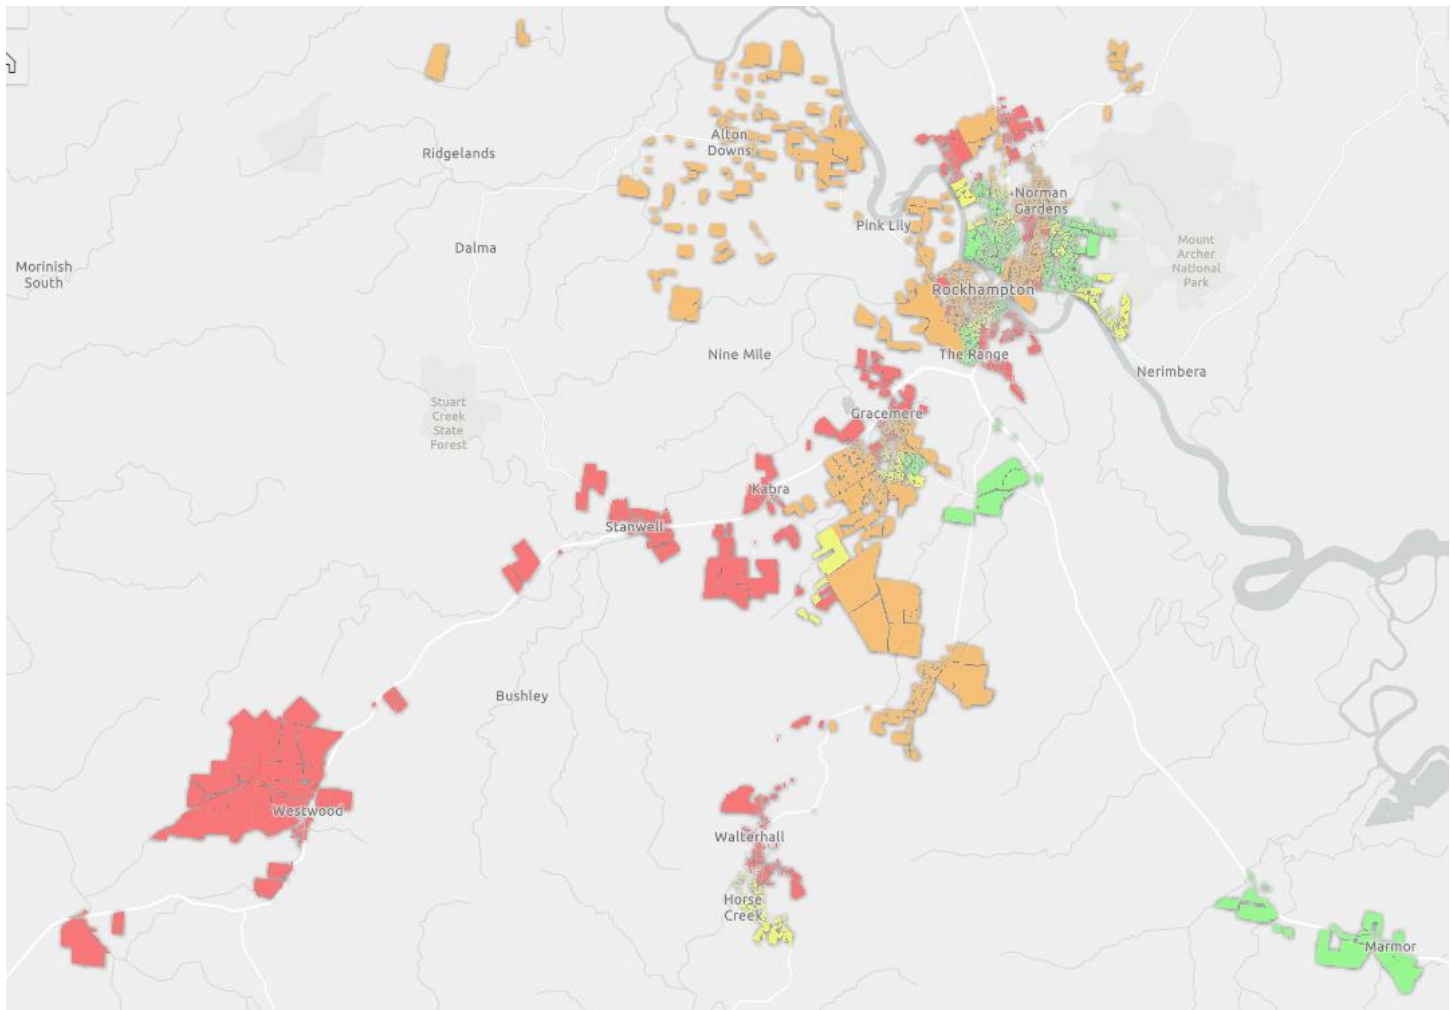 Alton
Downs
Ridgelands
Norman
Gardens
Pink Lily
Dalma
Mount
Archer
National
Park
Morinish
South
Rockhampton
Nine Mile
The Range
Nerimbera
Stuart
Creek
State
Forest
Gracemere
Kabra
Stanwell
Bushley
Westwood
Walterhall
Horse
Creek
Marmor